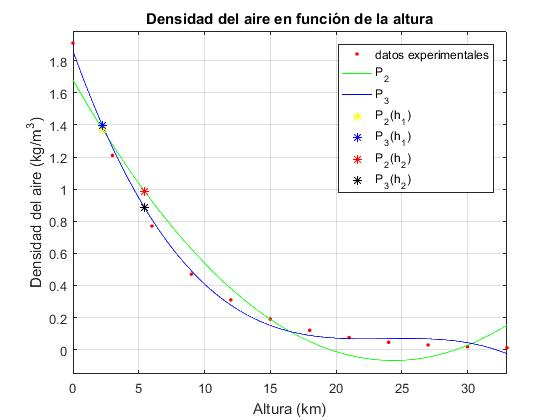 Densidad del aire en función de la altura
datos experimentales
P2
P3
P2(h1)
P3(h1)
P2(h2)
P3(h2)
Densidad del aire (kg/m3)
1.8
1.6
1.4
1.2
1
0.8
0.6
0.4
0.2
0
0 5 10 15 20 25 30
Altura (km)